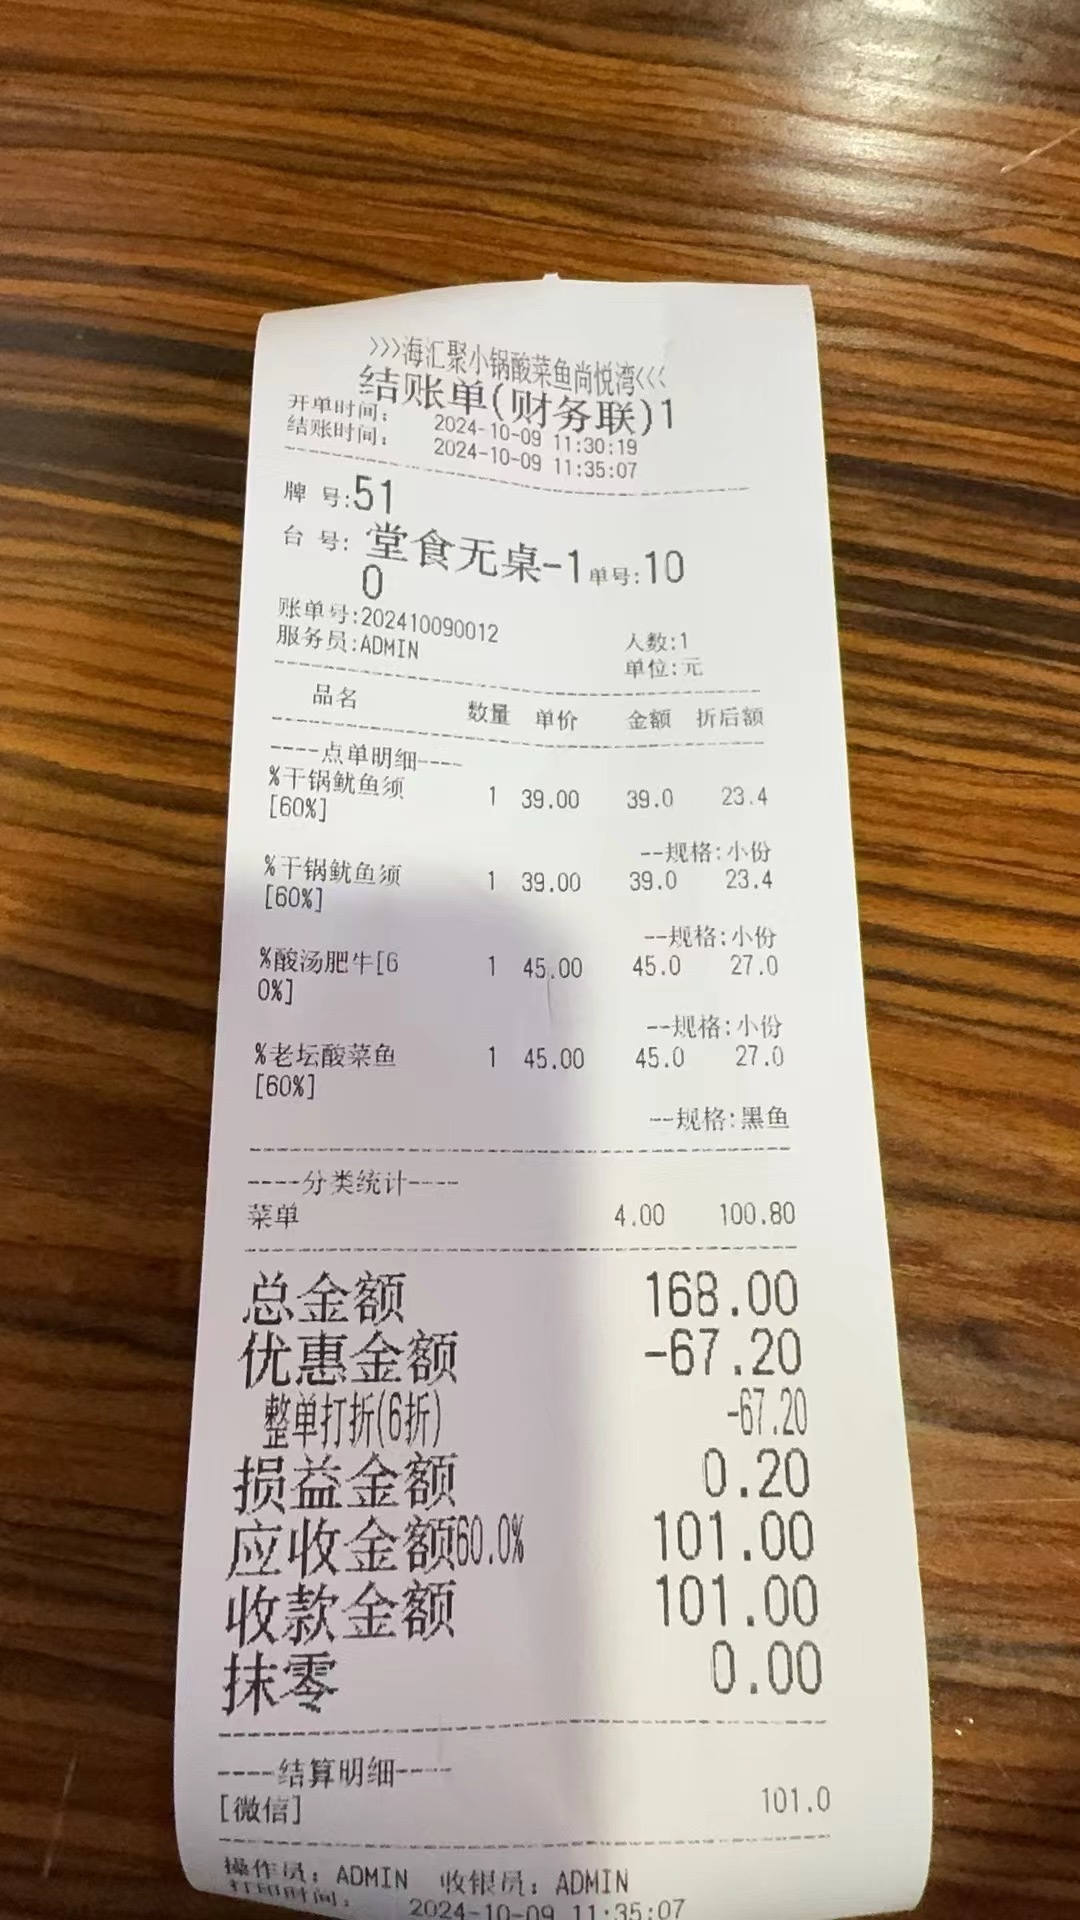 >>>海汇聚小锅酸菜鱼尚悦湾<<<
结账单(财务联)1
开单时间: 2024-10-09 11:30:19
结账时间: 2024-10-09 11:35:07
牌 号:51
台 号: 堂食无桌-1 单号:10
0
账单号:202410090012 人数:1
服务员:ADMIN 单位:元
品名 数量 单价 金额 折后额
----点单明细----
%干锅鱿鱼须 1 39.00 39.0 23.4
[60%]
--规格:小份
%干锅鱿鱼须 1 39.00 39.0 23.4
[60%]
--规格:小份
%酸汤肥牛[6 1 45.00 45.0 27.0
0%]
--规格:小份
%老坛酸菜鱼 1 45.00 45.0 27.0
[60%]
--规格:黑鱼
----分类统计----
菜单 4.00 100.80
总金额 168.00
优惠金额 -67.20
整单打折(6折) -67.20
损益金额 0.20
应收金额60.0% 101.00
收款金额 101.00
抹零 0.00
----结算明细----
[微信] 101.0
操作员: ADMIN 收银员: ADMIN
打印时间: 2024-10-09 11:35:07